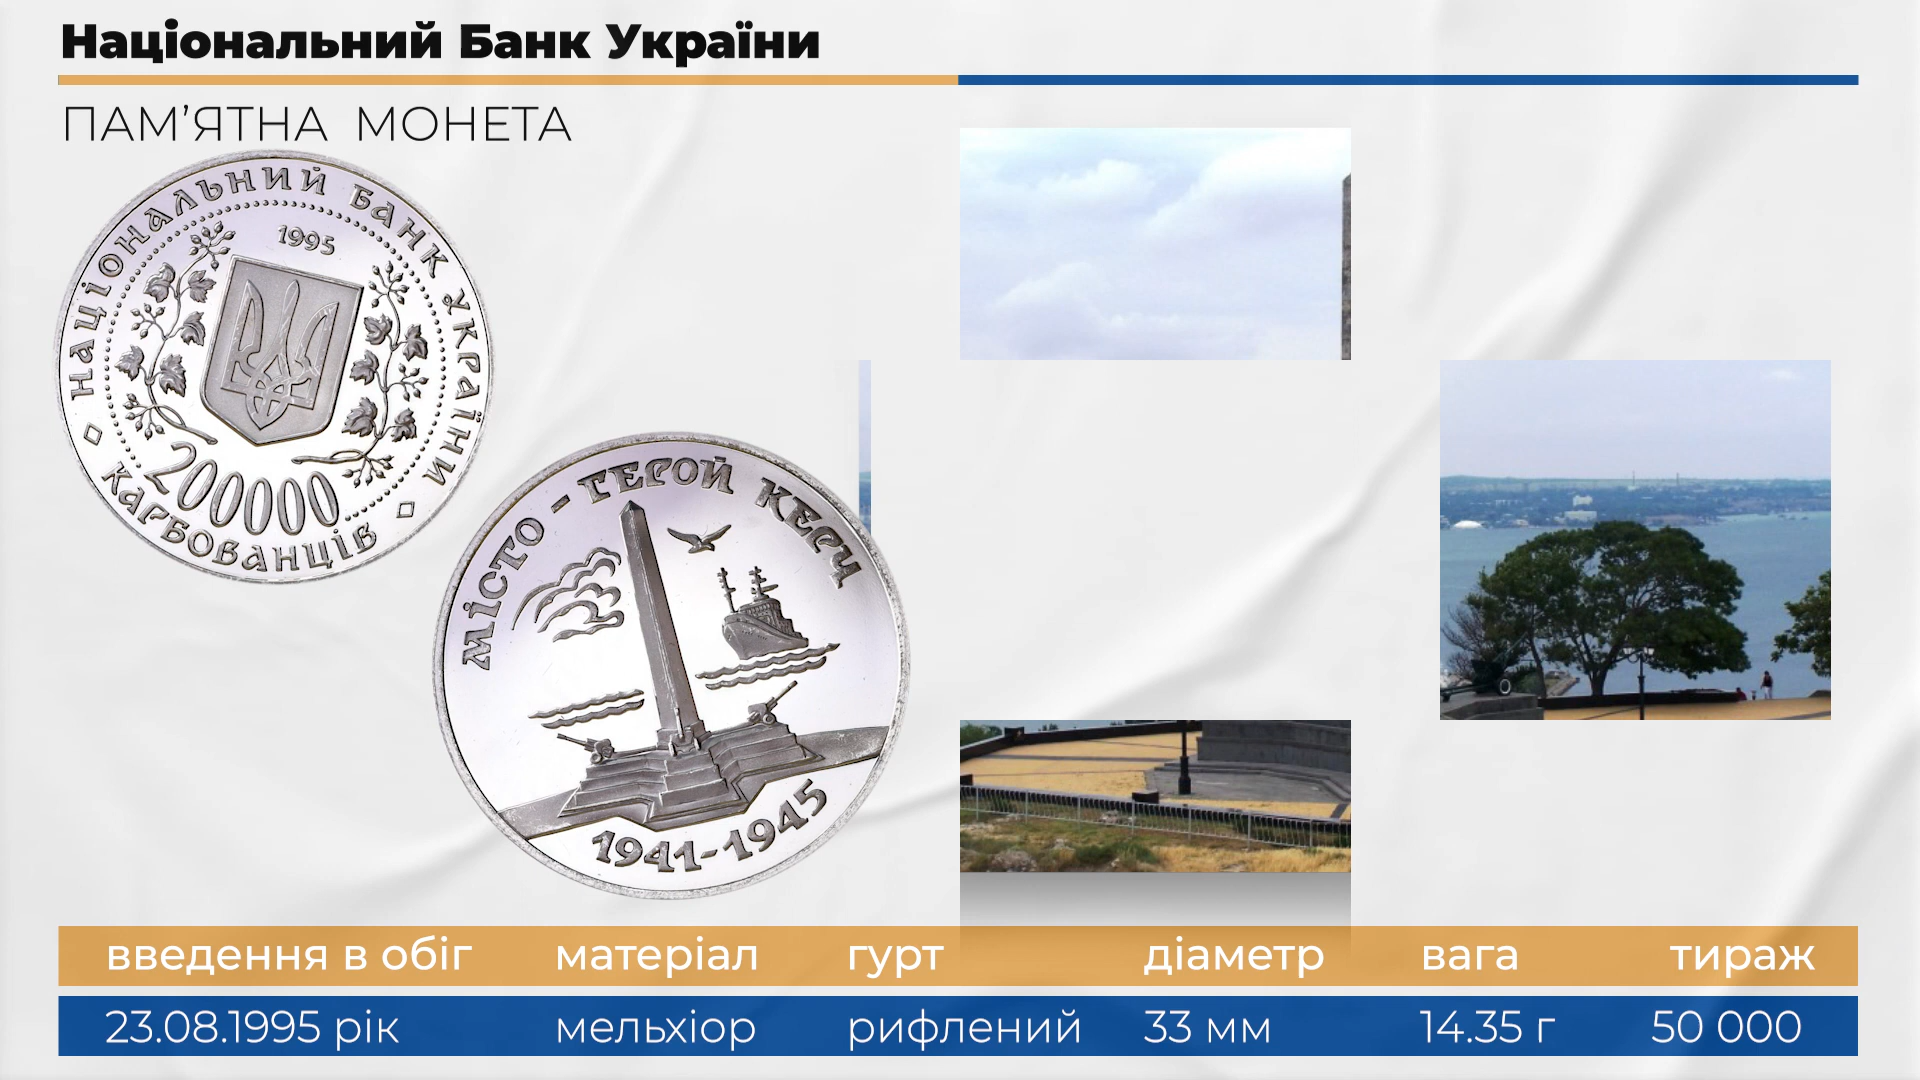 Національний Банк України
ПАМ’ЯТНА МОНЕТА
НАЦІОНАЛЬНИЙ БАНК УКРАЇНИ
1995
200000
КАРБОВАНЦІВ
МІСТО - ГЕРОЙ КЕРЧ
1941-1945
введення в обіг матеріал гурт діаметр вага тираж
23.08.1995 рік мельхіор рифлений 33 мм 14.35 г 50 000